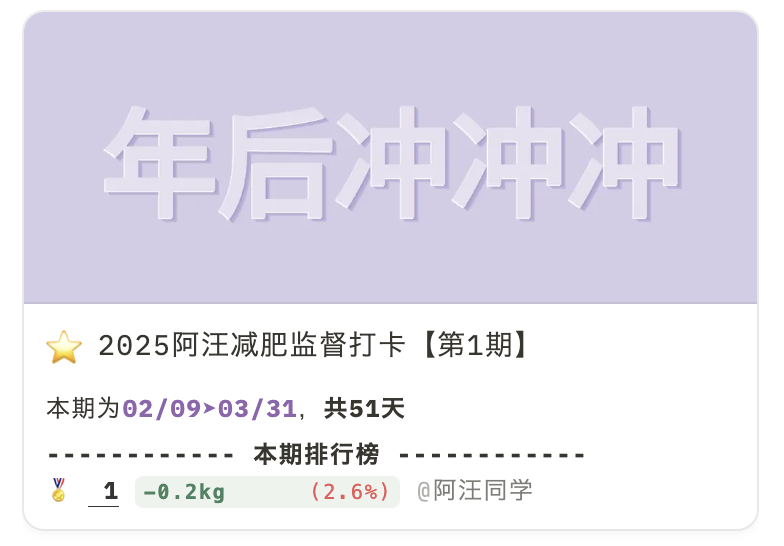 年后冲冲冲
⭐ 2025阿汪减肥监督打卡【第1期】
本期为02/09➤03/31，共51天
------------ 本期排行榜 ------------
🏅 1 -0.2kg (2.6%) @阿汪同学